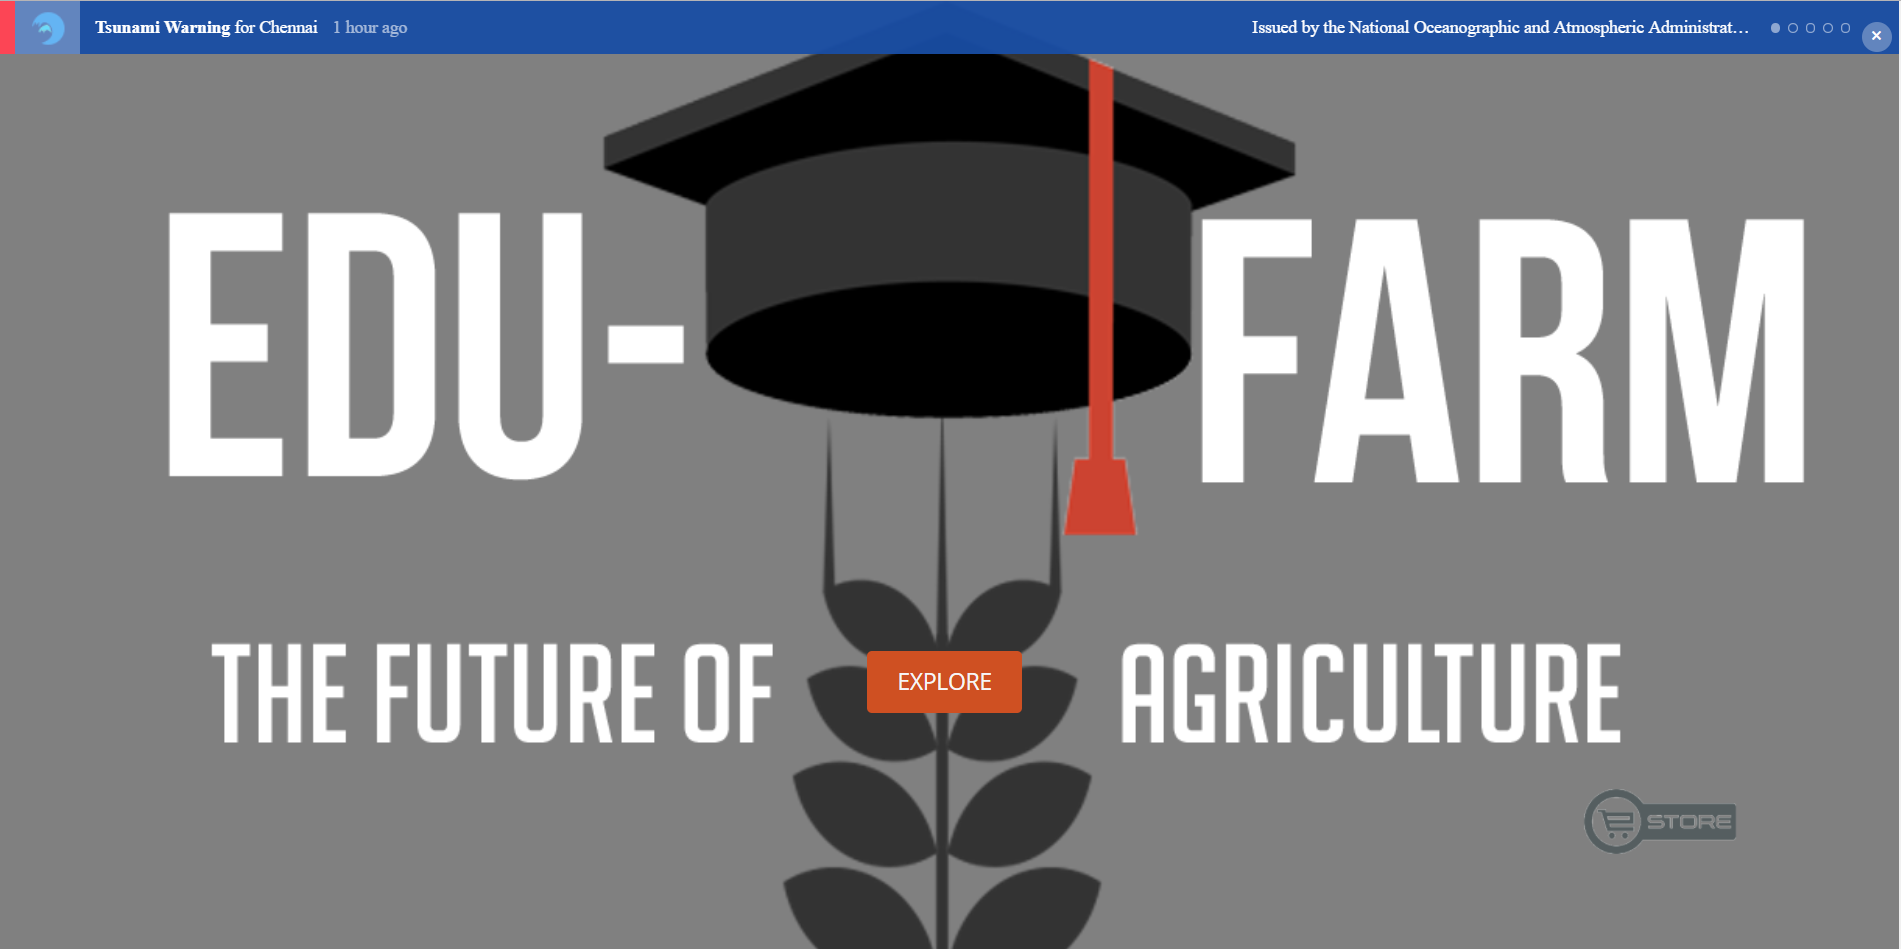 Tsunami Warning for Chennai 1 hour ago Issued by the National Oceanographic and Atmospheric Administrat…
EDU- FARM
THE FUTURE OF AGRICULTURE
EXPLORE
STORE